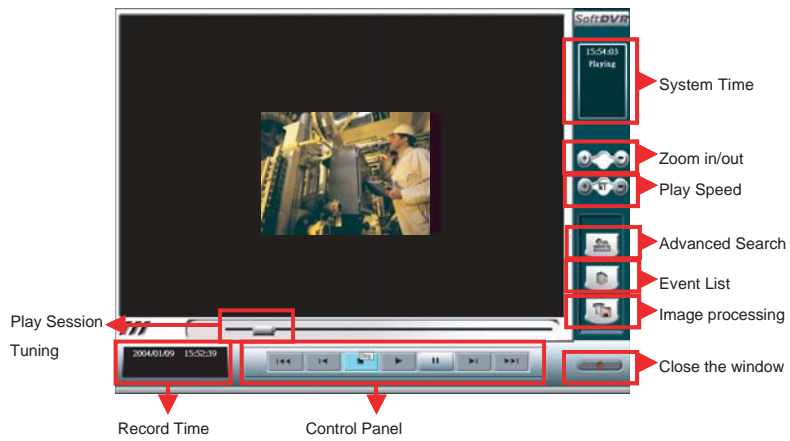 SoftDVR
15:54:03
Playing
System Time
Zoom in/out
Play Speed
Advanced Search
Event List
Image processing
Play Session
Tuning
2004/01/09 15:52:39
Close the window
Record Time
Control Panel